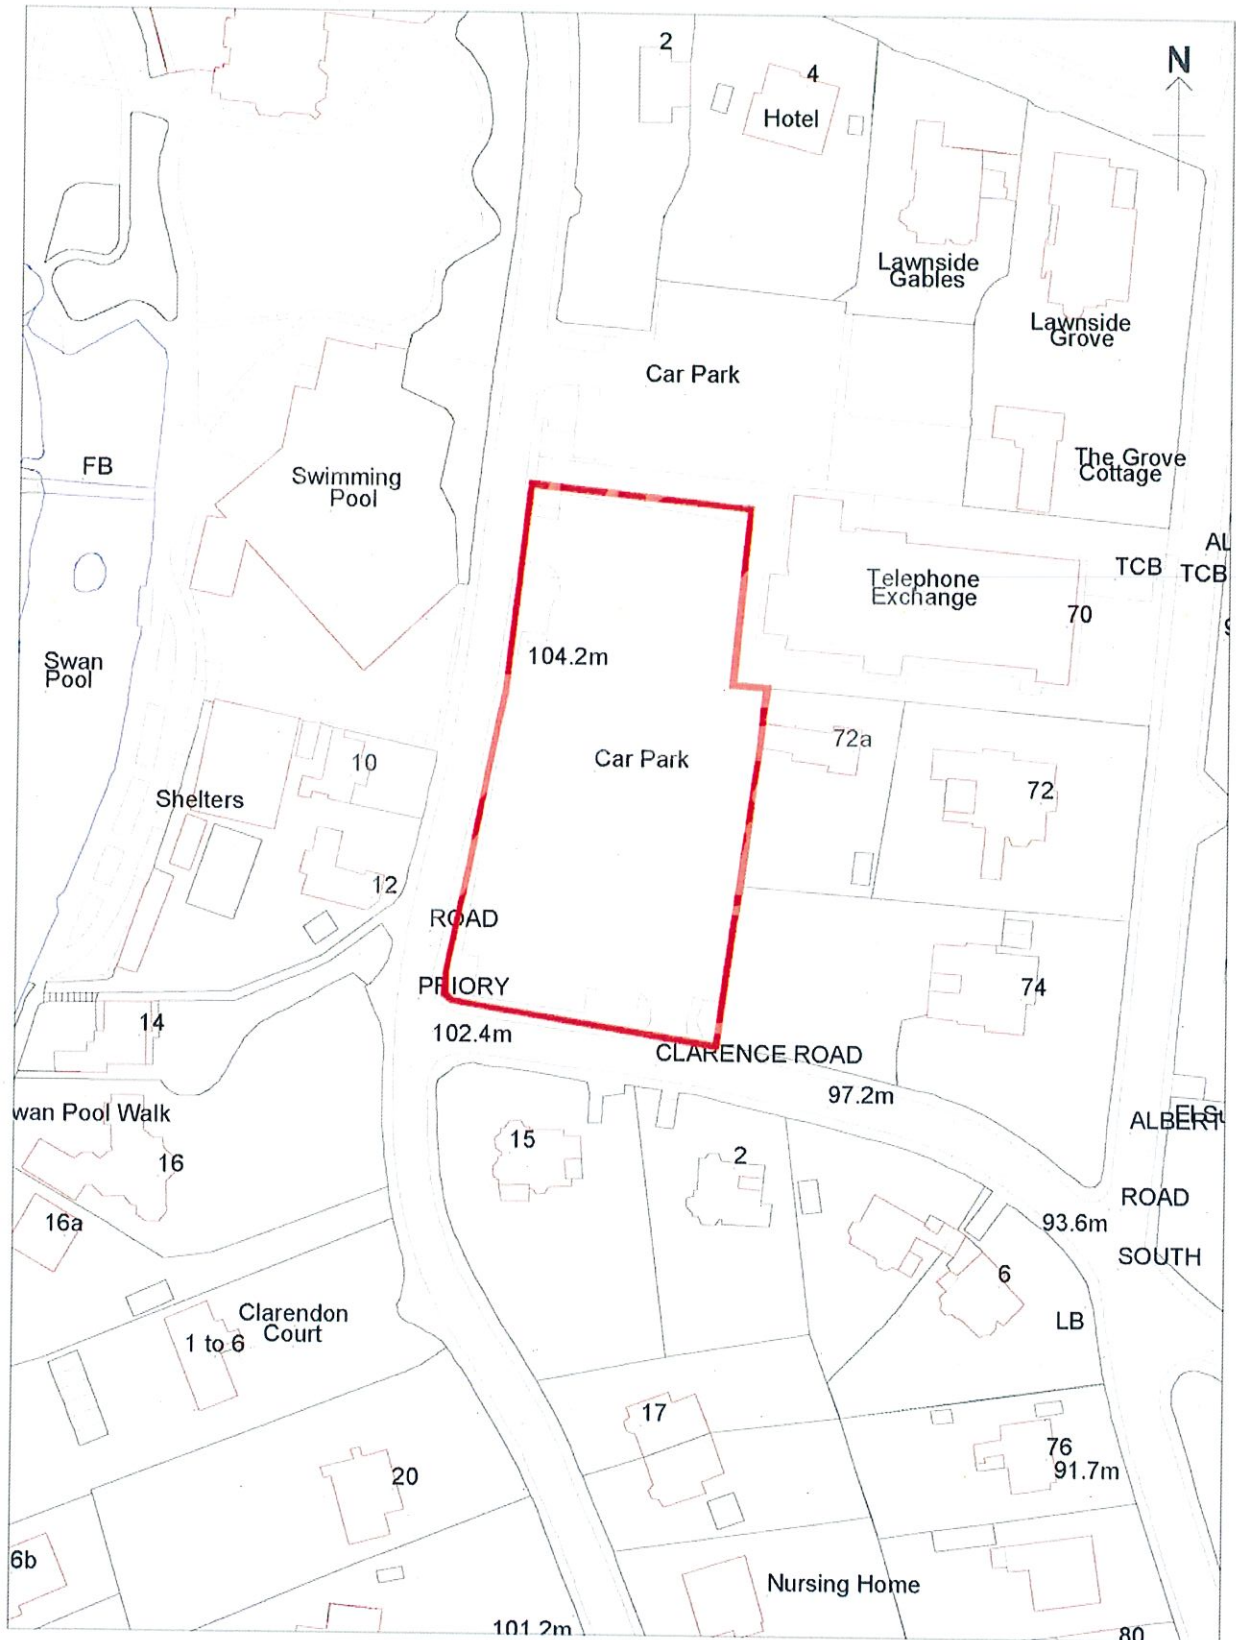 2
N
4
Hotel
Lawnside
Gables
Lawnside
Grove
Car Park
FB
Swimming
Pool
The Grove
Cottage
AL
TCB
TCB
Telephone
Exchange
70
104.2m
Swan
Pool
72a
Car Park
10
72
Shelters
12
ROAD
PRIORY
74
14
102.4m
CLARENCE ROAD
97.2m
wan Pool Walk
ALBERT
15
2
16
ROAD
16a
93.6m
SOUTH
6
Clarendon
Court
LB
1 to 6
17
76
91.7m
20
6b
Nursing Home
101.2m
80